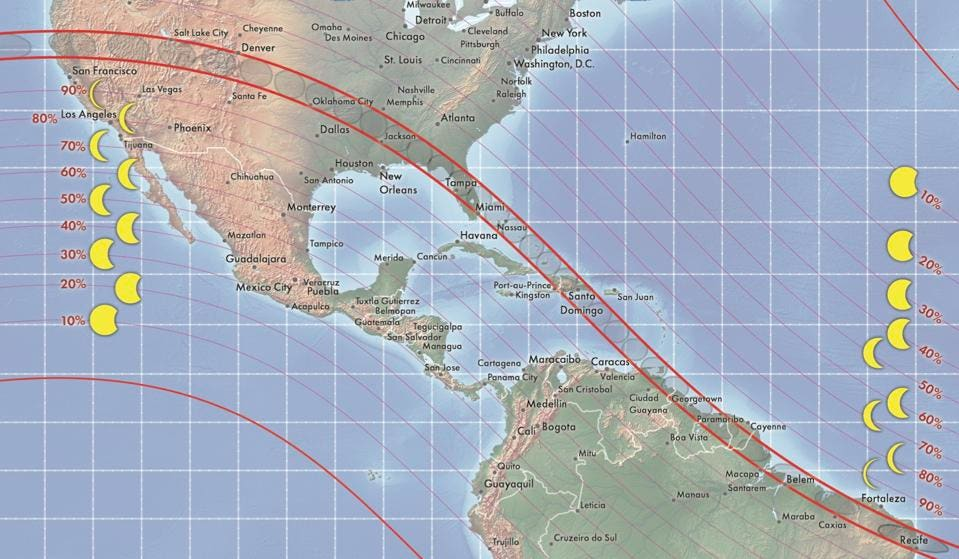 Milwaukee
Detroit
Buffalo
Boston
Omaha
Des Moines
Chicago
Cleveland
Pittsburgh
New York
Philadelphia
Salt Lake City
Cheyenne
Denver
St. Louis
Cincinnati
Washington, D.C.
San Francisco
Norfolk
Raleigh
90%
Las Vegas
Santa Fe
Oklahoma City
Nashville
Memphis
80%
Los Angeles
Phoenix
Dallas
Jackson
Atlanta
Hamilton
70%
Tijuana
60%
Chihuahua
San Antonio
Houston
New
Orleans
Tampa
10%
50%
Monterrey
Miami
40%
Mazatlan
Tampico
Havana
Nassau
30%
Guadalajara
Merida
Cancun
20%
20%
Mexico City
Veracruz
Puebla
Port-au-Prince
Kingston
Santo
Domingo
San Juan
10%
Acapulco
Tuxtla Gutierrez
Belmopan
30%
Guatemala
San Salvador
Tegucigalpa
Managua
40%
San Jose
Cartagena
Panama City
Maracaibo
Caracas
Valencia
San Cristobal
50%
Medellin
Ciudad
Guayana
Georgetown
Paramaribo
Cayenne
60%
Cali
Bogota
Boa Vista
70%
Quito
Mitu
Macapa
Belem
80%
Guayaquil
Manaus
Santarem
Fortaleza
90%
Leticia
Maraba
Caxias
Trujillo
Cruzeiro do Sul
Recife